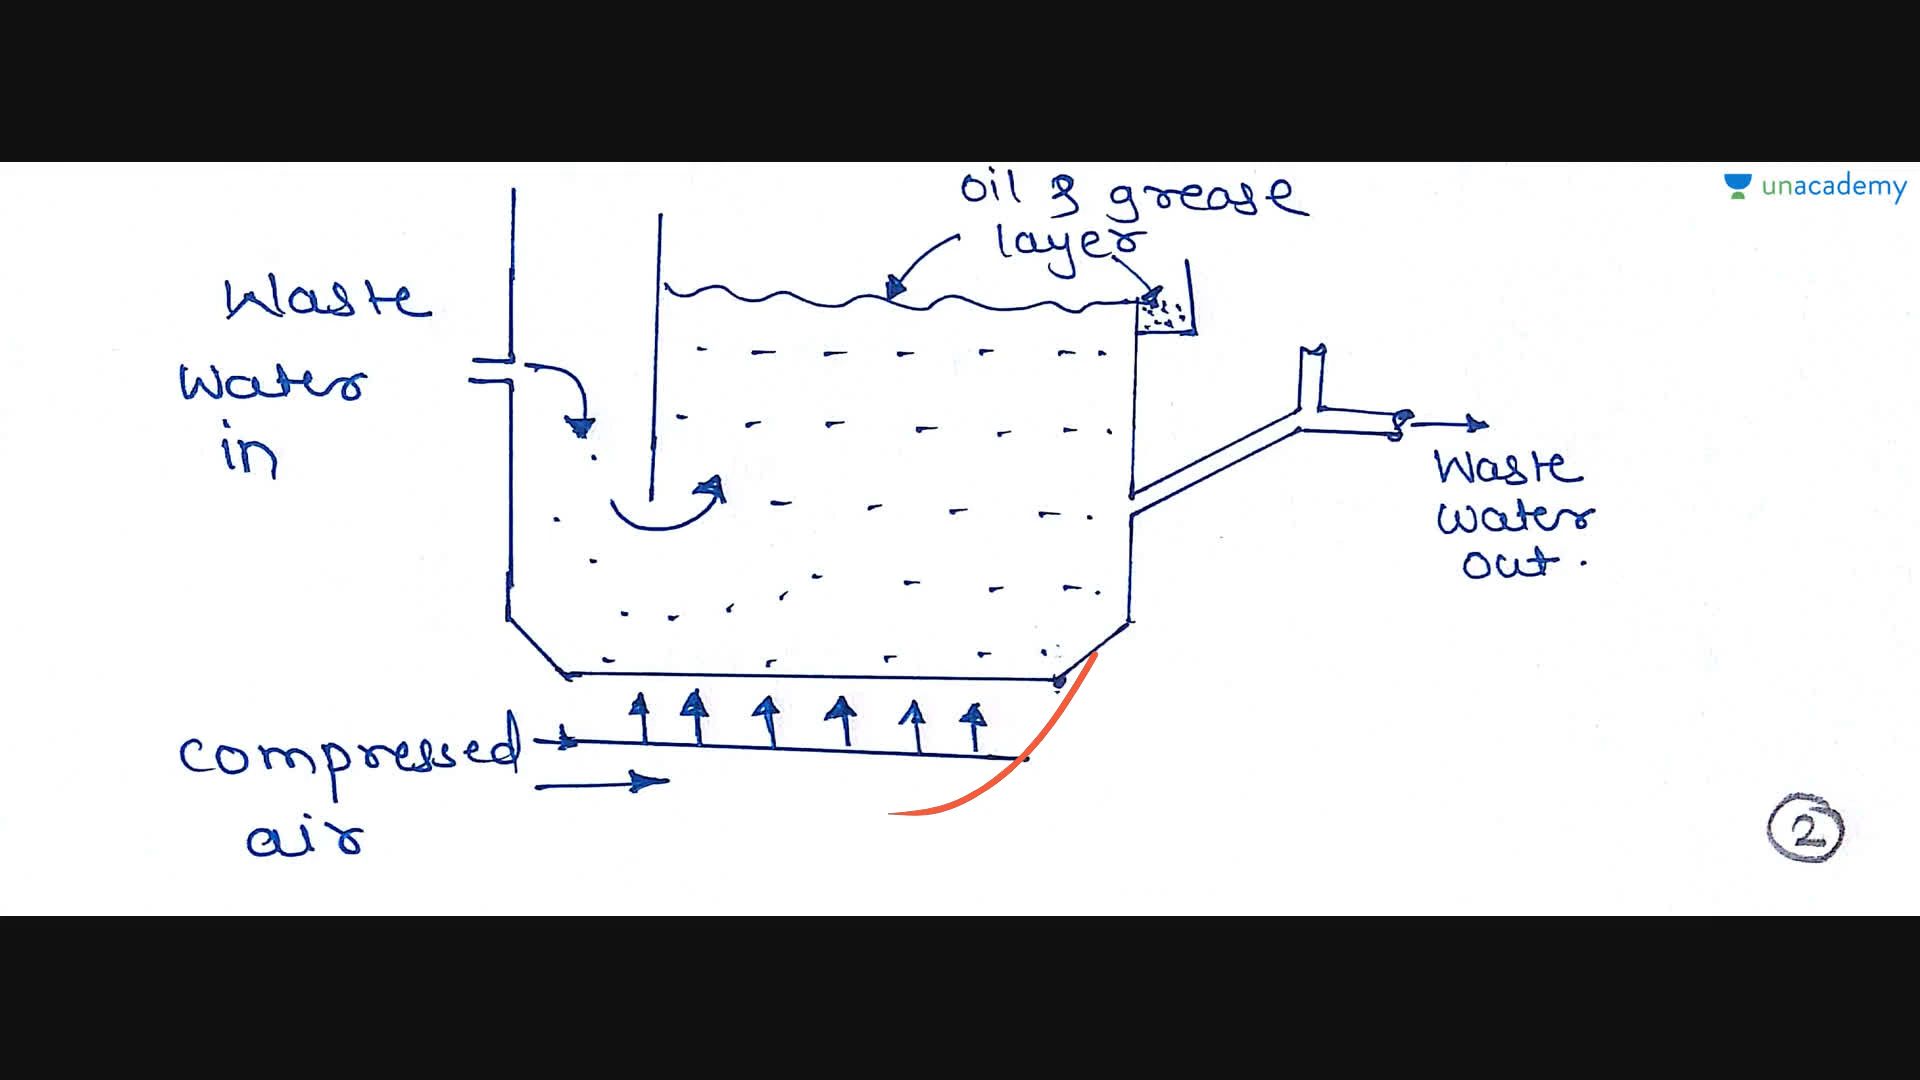 unacademy
oil & grease
layer
Waste
water
in
Waste
water
out.
compressed
air
2